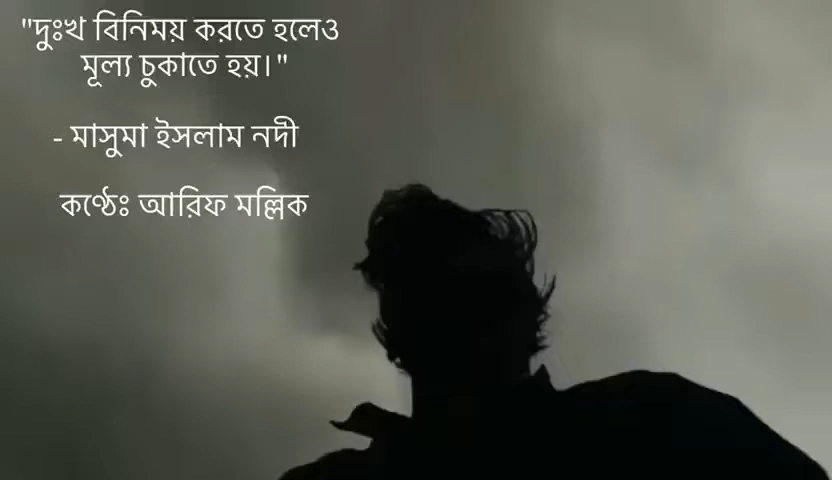 "দুঃখ বিনিময় করতে হলেও
মূল্য চুকাতে হয়।"
- মাসুমা ইসলাম নদী
কণ্ঠেঃ আরিফ মল্লিক